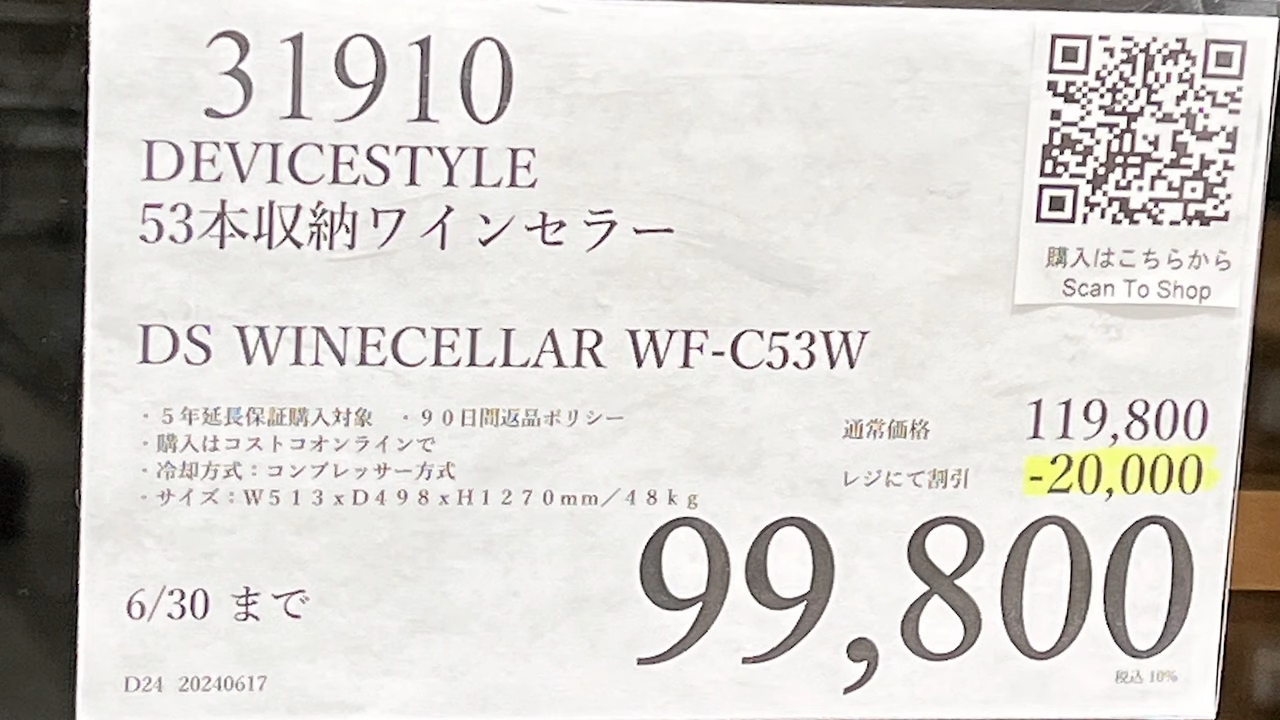 31910
DEVICESTYLE
53本収納ワインセラー
購入はこちらから
Scan To Shop
DS WINECELLAR WF-C53W
・５年延長保証購入対象　・９０日間返品ポリシー
・購入はコストコオンラインで
・冷却方式：コンプレッサー方式
・サイズ：Ｗ５１３ｘＤ４９８ｘＨ１２７０ｍｍ／４８ｋｇ
通常価格 119,800
レジにて割引 -20,000
99,800
税込 10%
6/30 まで
D24 20240617